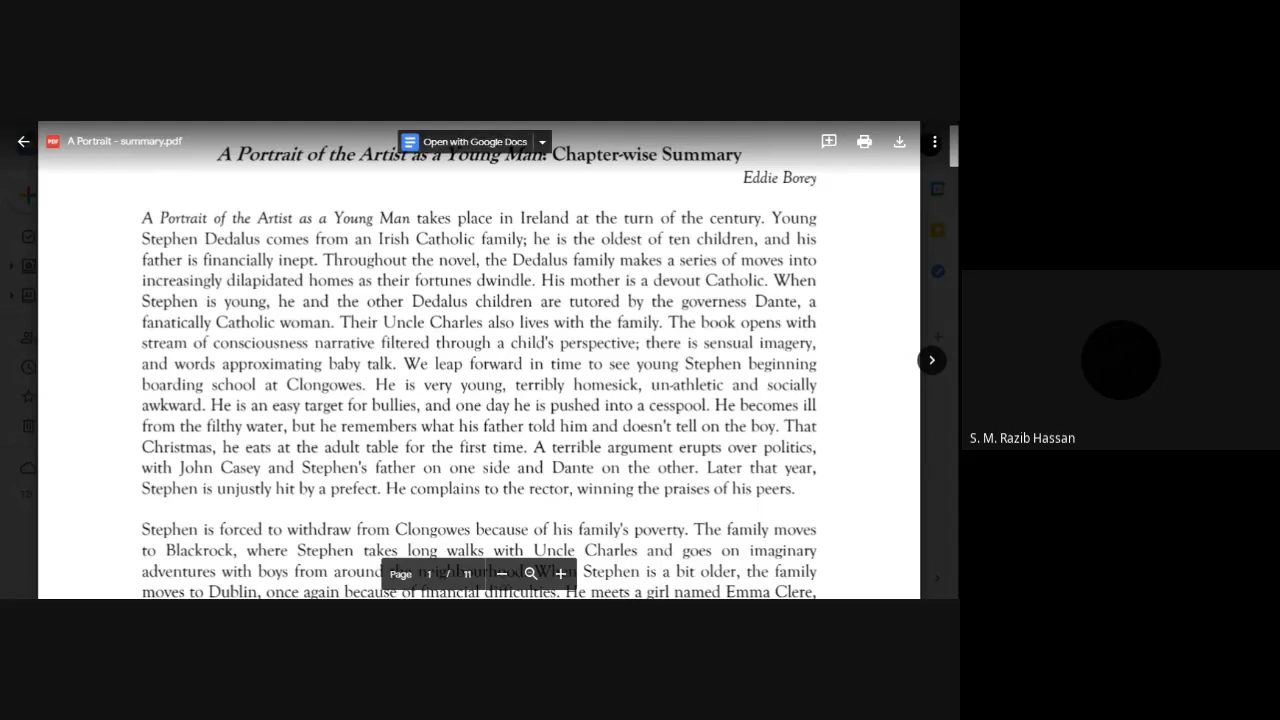 A Portrait - summary.pdf
Open with Google Docs
A Portrait of the Artist as a Young Man: Chapter-wise Summary
Eddie Borey
A Portrait of the Artist as a Young Man takes place in Ireland at the turn of the century. Young
Stephen Dedalus comes from an Irish Catholic family; he is the oldest of ten children, and his
father is financially inept. Throughout the novel, the Dedalus family makes a series of moves into
increasingly dilapidated homes as their fortunes dwindle. His mother is a devout Catholic. When
Stephen is young, he and the other Dedalus children are tutored by the governess Dante, a
fanatically Catholic woman. Their Uncle Charles also lives with the family. The book opens with
stream of consciousness narrative filtered through a child's perspective; there is sensual imagery,
and words approximating baby talk. We leap forward in time to see young Stephen beginning
boarding school at Clongowes. He is very young, terribly homesick, un-athletic and socially
awkward. He is an easy target for bullies, and one day he is pushed into a cesspool. He becomes ill
from the filthy water, but he remembers what his father told him and doesn't tell on the boy. That
Christmas, he eats at the adult table for the first time. A terrible argument erupts over politics,
with John Casey and Stephen's father on one side and Dante on the other. Later that year,
Stephen is unjustly hit by a prefect. He complains to the rector, winning the praises of his peers.
Stephen is forced to withdraw from Clongowes because of his family's poverty. The family moves
to Blackrock, where Stephen takes long walks with Uncle Charles and goes on imaginary
adventures with boys from around the neighbourhood. When Stephen is a bit older, the family
moves to Dublin, once again because of financial difficulties. He meets a girl named Emma Clere,
Page 1 / 11
S. M. Razib Hassan